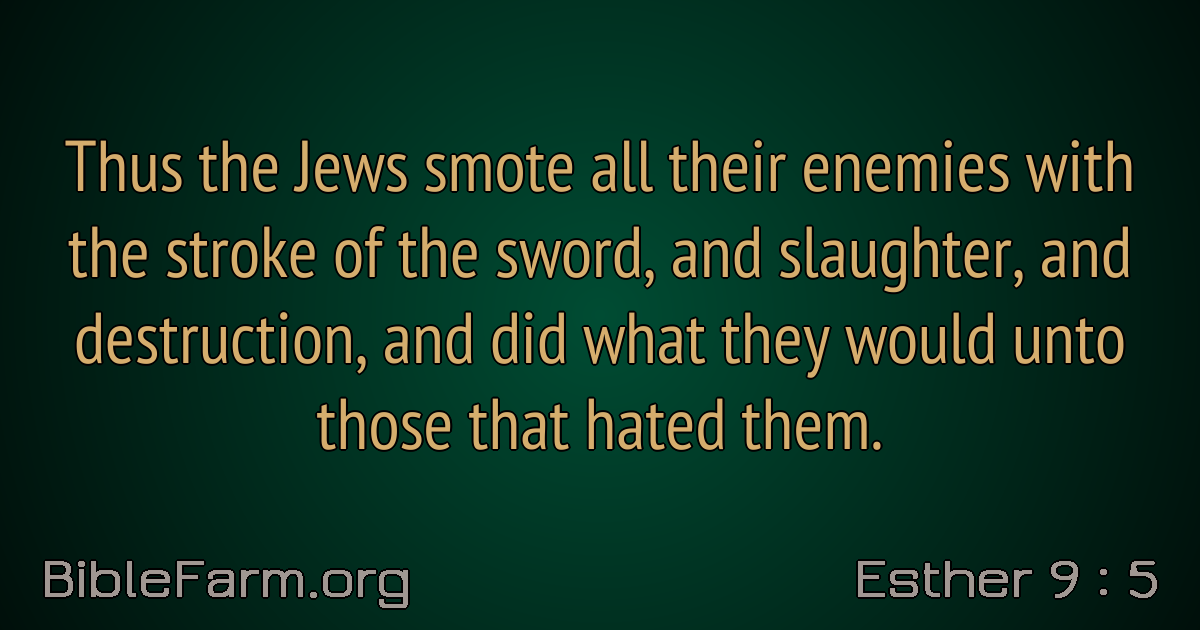 Thus the Jews smote all their enemies with
the stroke of the sword, and slaughter, and
destruction, and did what they would unto
those that hated them.
BibleFarm.org
Esther 9 : 5